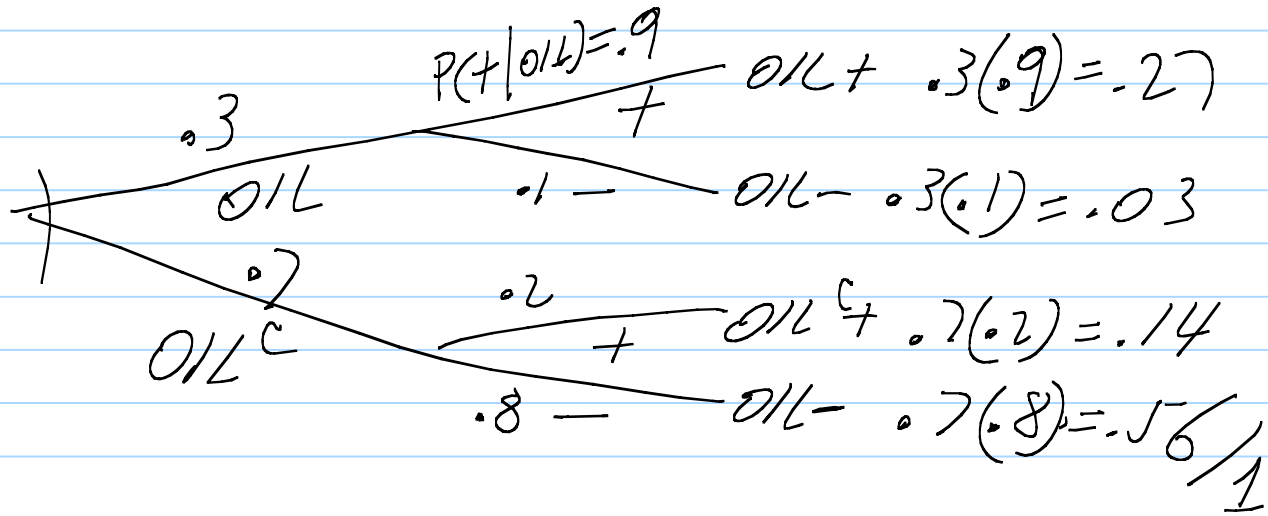 P(+|OIL)=.9
OIL+ .3(.9)=.27
.3
+
OIL
.1 −
OIL− .3(.1)=.03
.7
.2
OIL^C+ .7(.2)=.14
OIL^C
+
.8 −
OIL− .7(.8)=.56/1